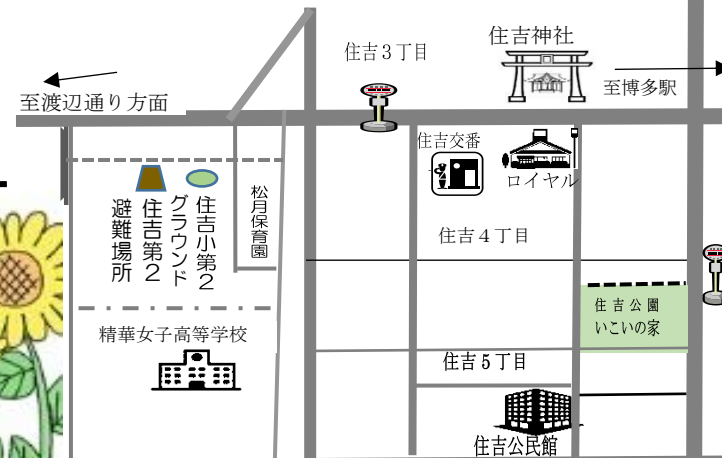 住吉神社
住吉３丁目
至博多駅
至渡辺通り方面
住吉交番
ロイヤル
松月保育園
住吉小第２
グラウンド
住吉第２
避難場所
住吉４丁目
住吉公園
いこいの家
精華女子高等学校
住吉５丁目
住吉公民館